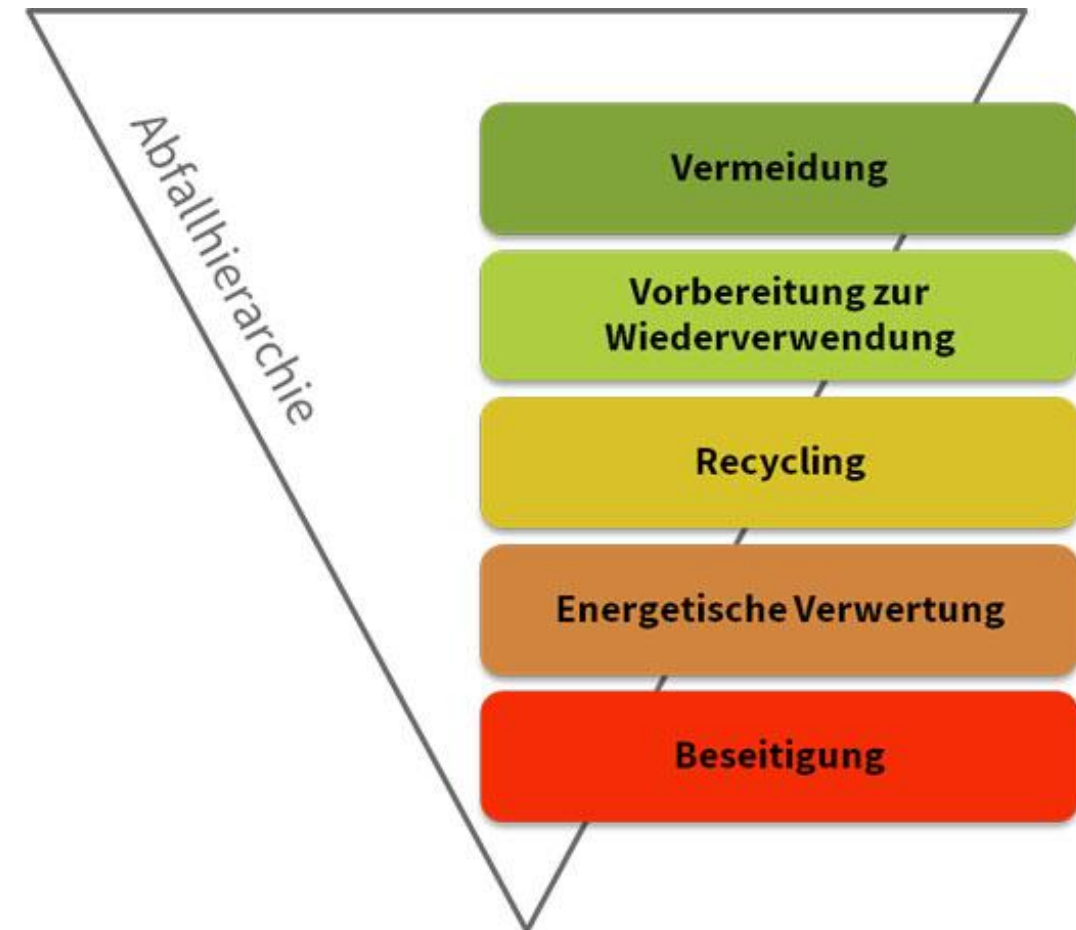 Abfallhierarchie
Vermeidung
Vorbereitung zur
Wiederverwendung
Recycling
Energetische Verwertung
Beseitigung